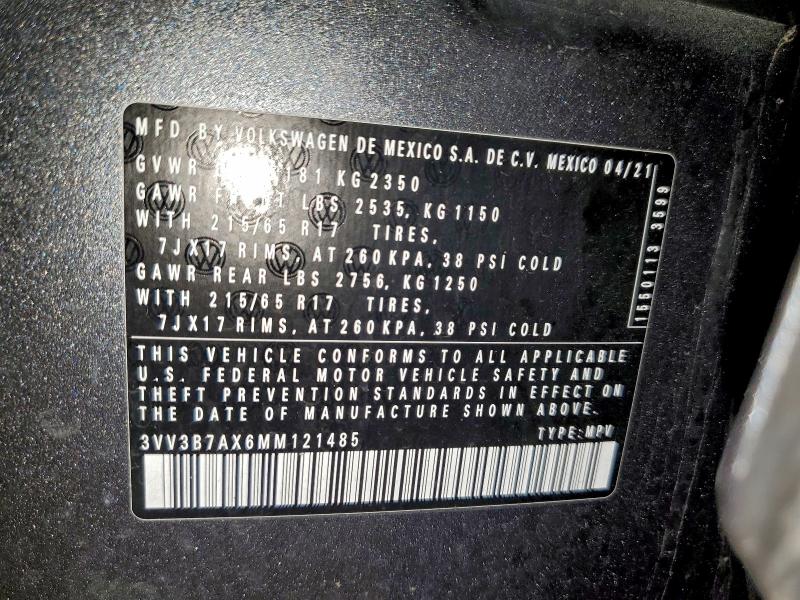 MFD. BY VOLKSWAGEN DE MEXICO S.A. DE C.V. MEXICO 04/21
GVWR 181 KG 2350
GAWR LBS 2535, KG 1150
WITH 215/65 R17 TIRES,
7JX17 RIMS, AT 260 KPA, 38 PSI COLD
GAWR REAR LBS 2756, KG 1250
WITH 215/65 R17 TIRES,
7JX17 RIMS, AT 260 KPA, 38 PSI COLD
1550113 3599
THIS VEHICLE CONFORMS TO ALL APPLICABLE
U.S. FEDERAL MOTOR VEHICLE SAFETY AND
THEFT PREVENTION STANDARDS IN EFFECT ON
THE DATE OF MANUFACTURE SHOWN ABOVE.
3VV3B7AX6MM121485 TYPE:MPV